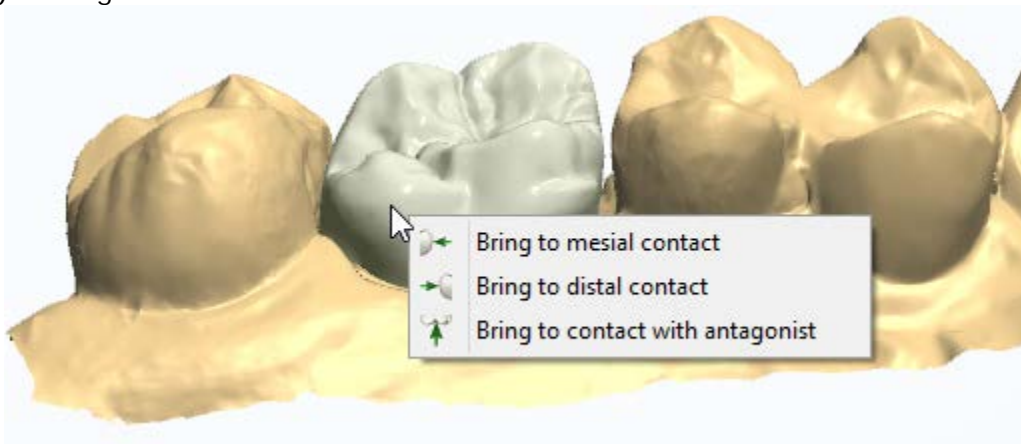 Bring to mesial contact
Bring to distal contact
Bring to contact with antagonist